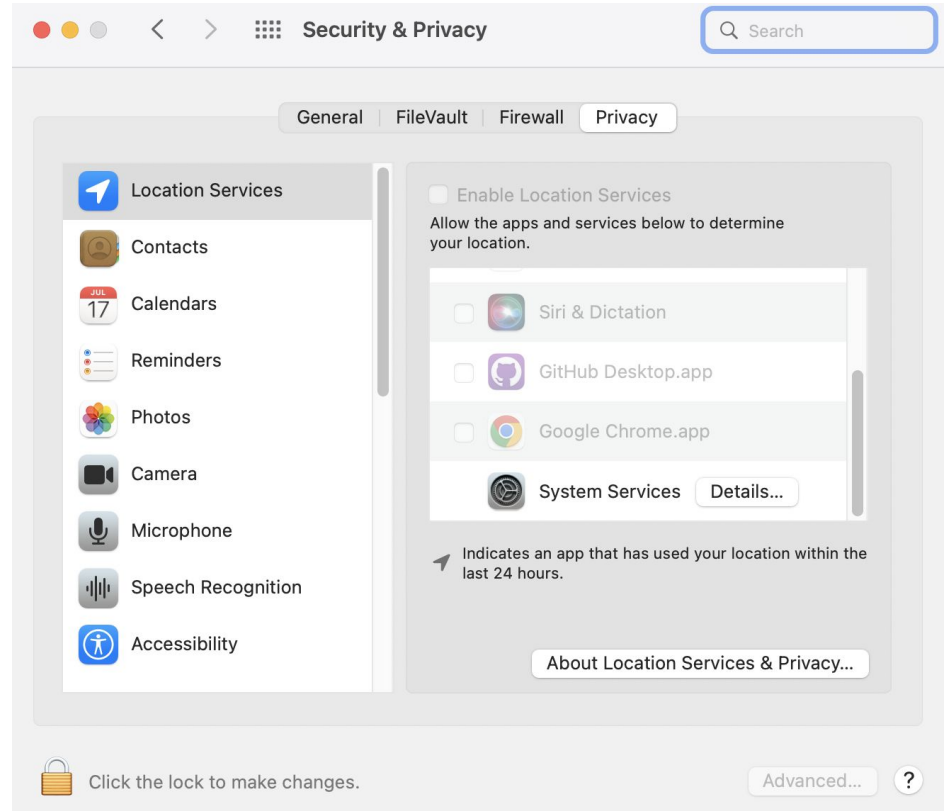 Security & Privacy
Search
General
FileVault
Firewall
Privacy
Location Services
Contacts
JUL
17
Calendars
Reminders
Photos
Camera
Microphone
Speech Recognition
Accessibility
Enable Location Services
Allow the apps and services below to determine
your location.
Siri & Dictation
GitHub Desktop.app
Google Chrome.app
System Services
Details...
Indicates an app that has used your location within the
last 24 hours.
About Location Services & Privacy...
Click the lock to make changes.
Advanced...
?